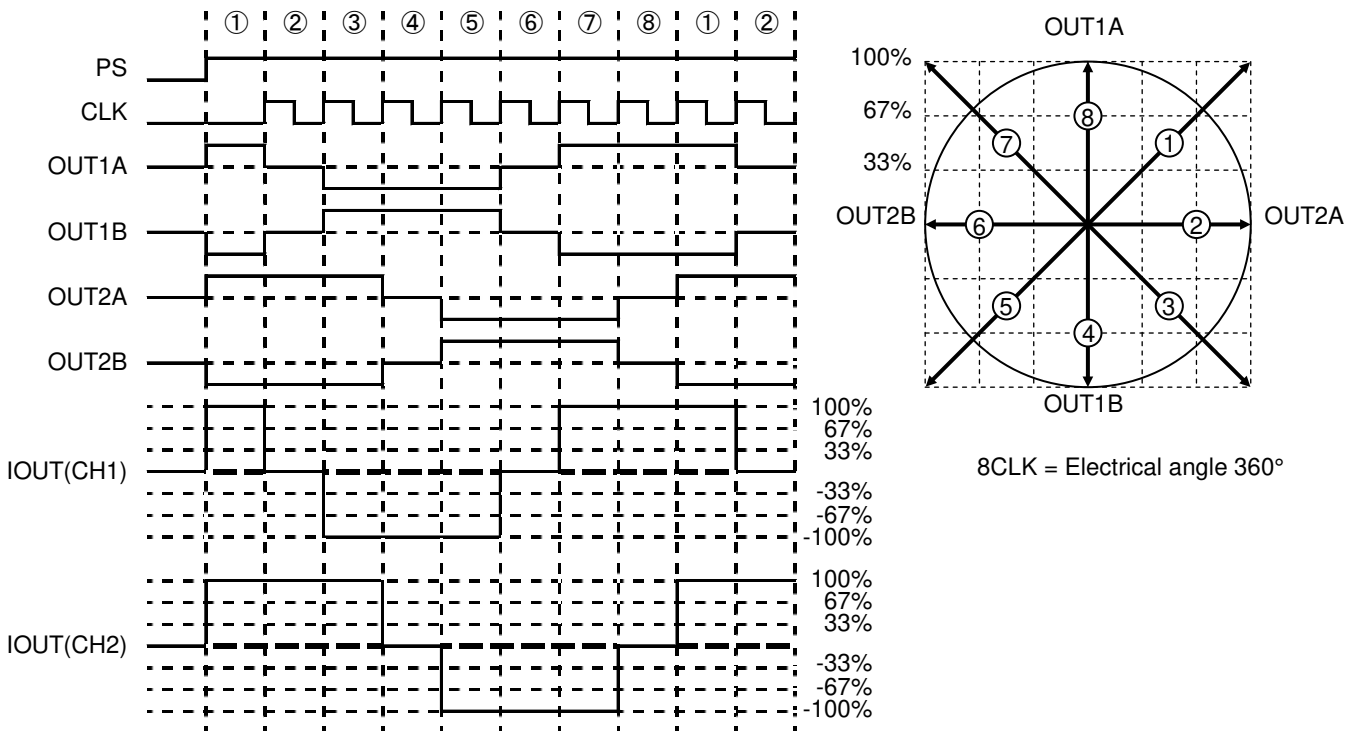 ① ② ③ ④ ⑤ ⑥ ⑦ ⑧ ① ②
PS
CLK
OUT1A
OUT1B
OUT2A
OUT2B
IOUT(CH1)
100%
67%
33%
-33%
-67%
-100%
IOUT(CH2)
100%
67%
33%
-33%
-67%
-100%
OUT1A
100%
67%
33%
OUT2B
OUT2A
OUT1B
⑧
⑦
①
⑥
②
⑤
③
④
8CLK = Electrical angle 360°